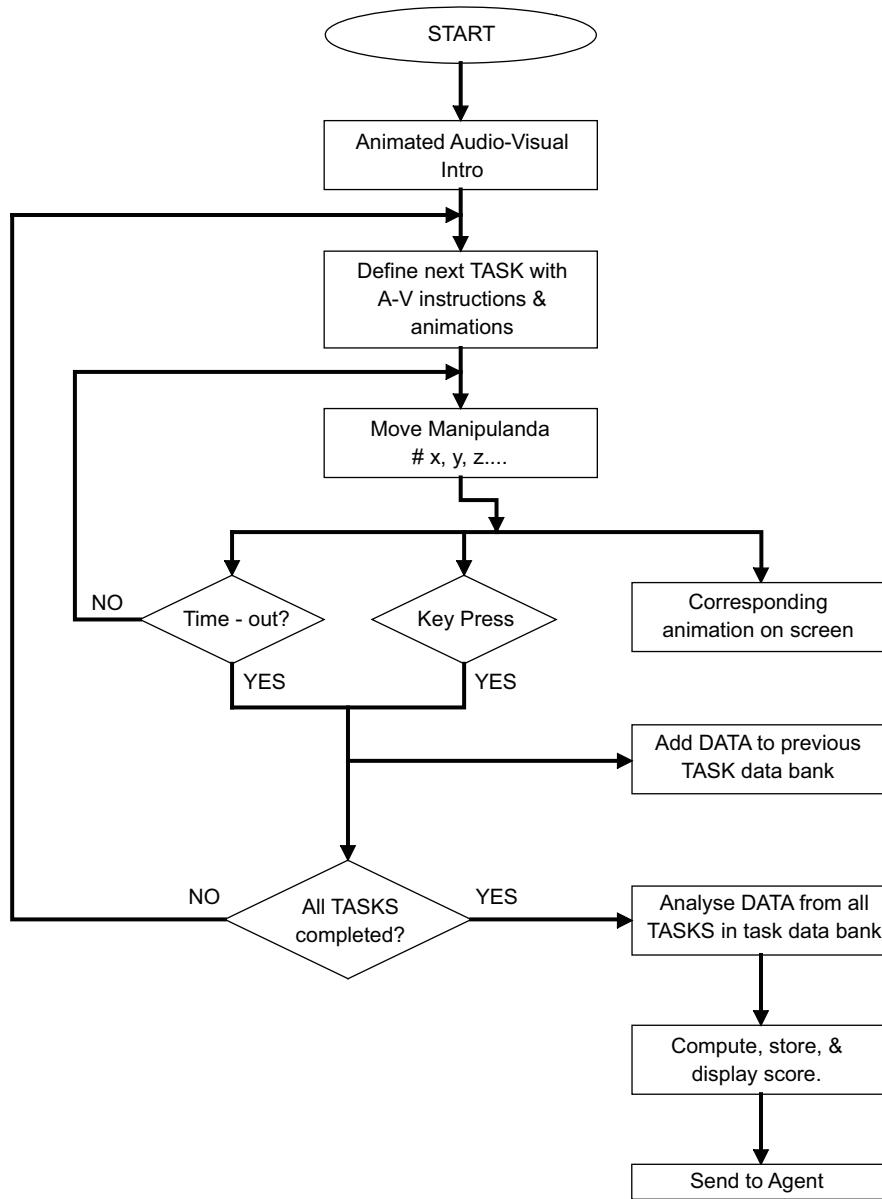 START
Animated Audio-Visual
Intro
Define next TASK with
A-V instructions &
animations
Move Manipulanda
# x, y, z....
NO
Time - out?
Key Press
Corresponding
animation on screen
YES
YES
Add DATA to previous
TASK data bank
NO
All TASKS
completed?
YES
Analyse DATA from all
TASKS in task data bank
Compute, store, &
display score.
Send to Agent